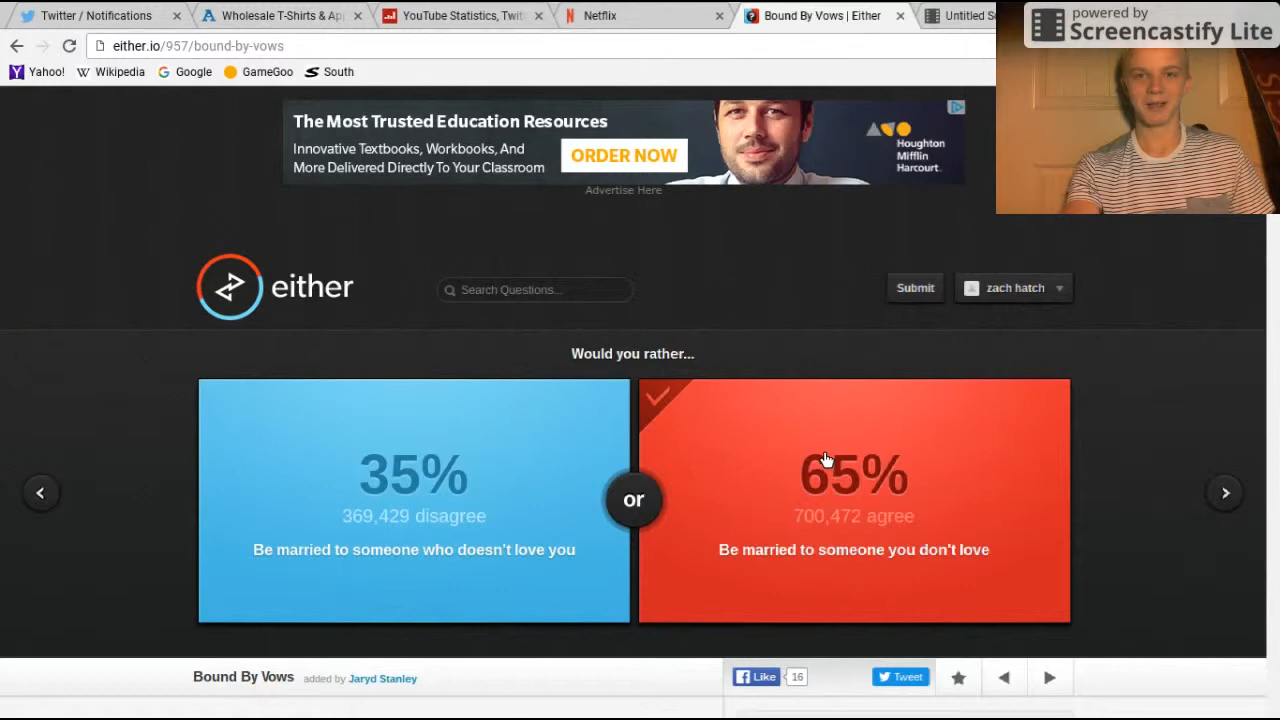 Twitter / Notifications
Wholesale T-Shirts & Ap
YouTube Statistics, Twit
Netflix
Bound By Vows | Either
Untitled S
powered by
Screencastify Lite
either.io/957/bound-by-vows
Yahoo!
Wikipedia
Google
GameGoo
South
The Most Trusted Education Resources
Innovative Textbooks, Workbooks, And
More Delivered Directly To Your Classroom
ORDER NOW
Houghton
Mifflin
Harcourt
Advertise Here
either
Search Questions...
Submit
zach hatch
Would you rather...
35%
369,429 disagree
Be married to someone who doesn't love you
or
65%
700,472 agree
Be married to someone you don't love
Bound By Vows added by Jaryd Stanley
Like
16
Tweet